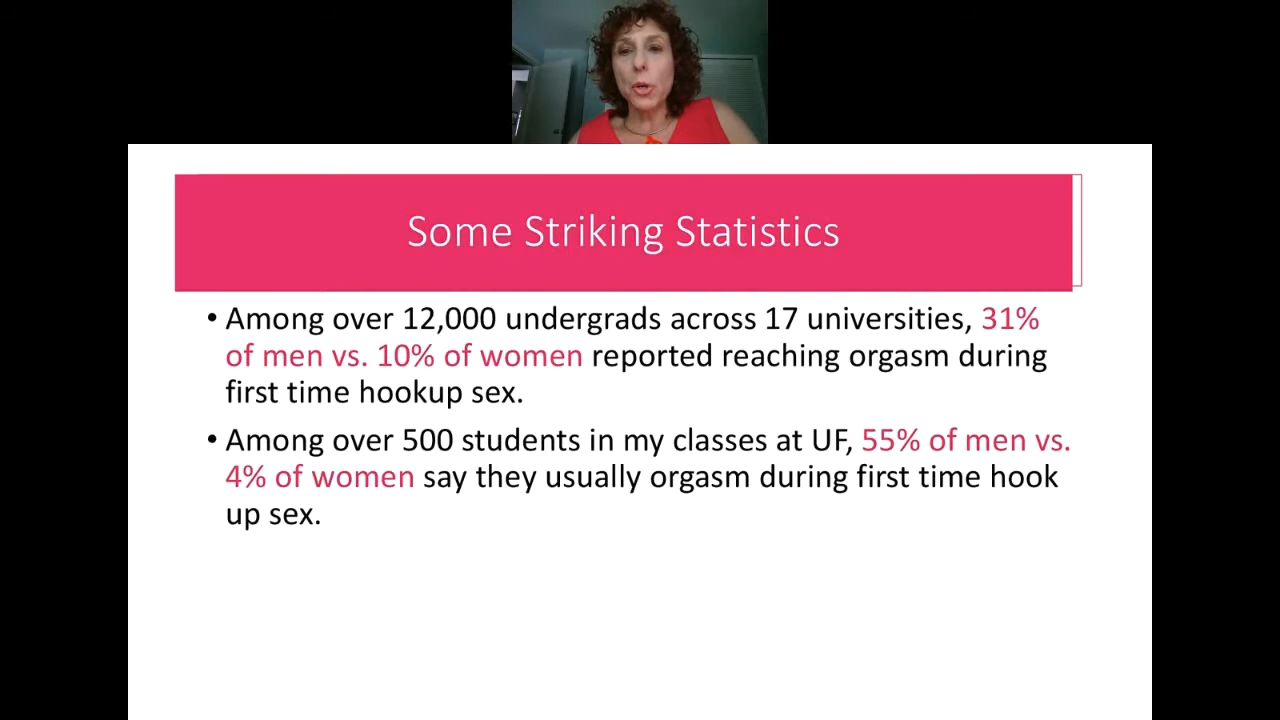 Some Striking Statistics
• Among over 12,000 undergrads across 17 universities, 31%
of men vs. 10% of women reported reaching orgasm during
first time hookup sex.
• Among over 500 students in my classes at UF, 55% of men vs.
4% of women say they usually orgasm during first time hook
up sex.